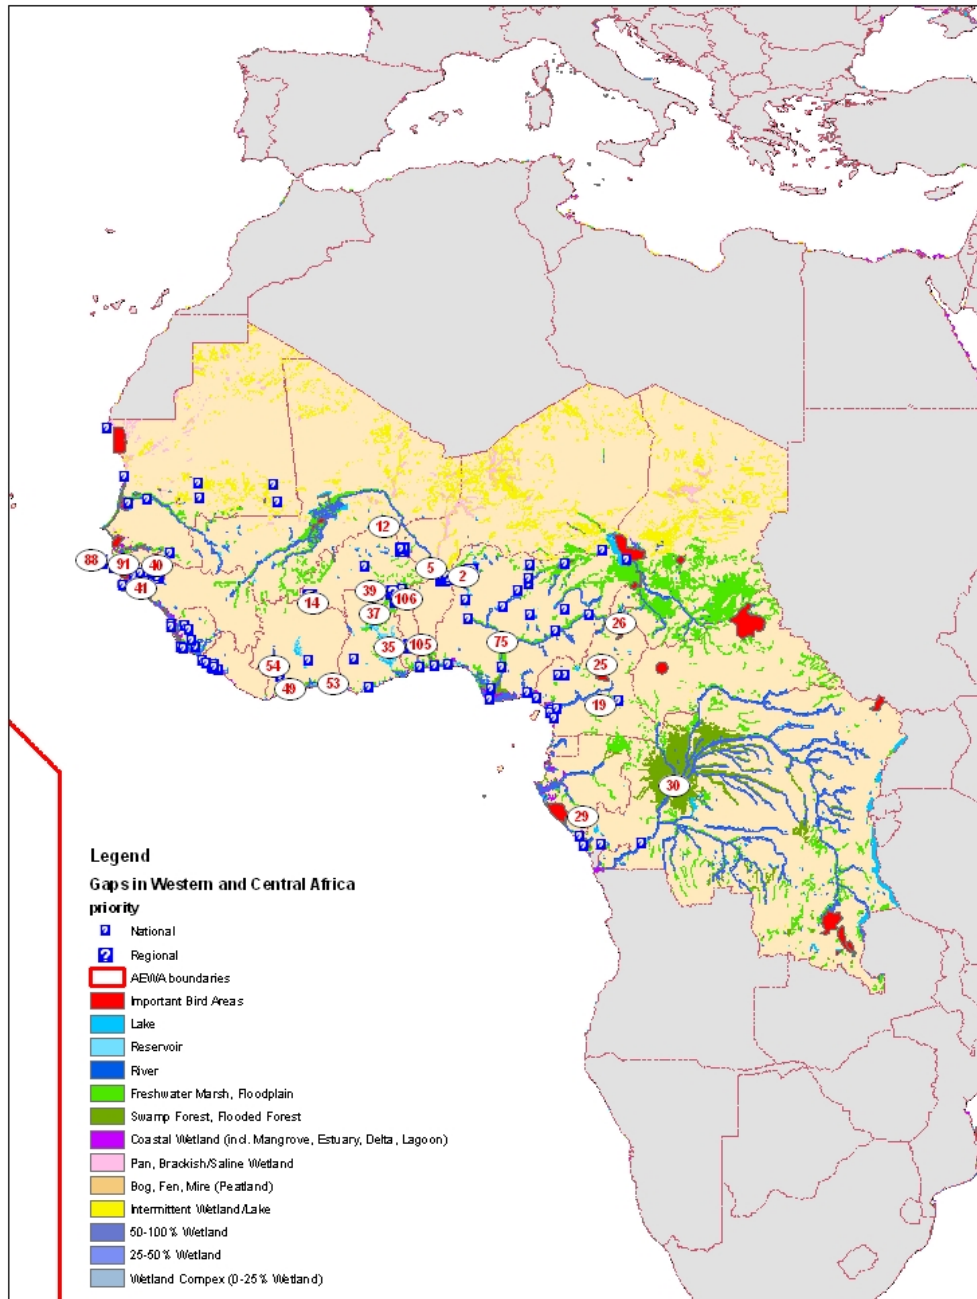 12
88
91
40
5
2
41
39
106
14
37
26
35
105
75
54
25
53
49
19
30
29
Legend
Gaps in Western and Central Africa
priority
? National
? Regional
AEWA boundaries
Important Bird Areas
Lake
Reservoir
River
Freshwater Marsh, Floodplain
Swamp Forest, Flooded Forest
Coastal Wetland (incl. Mangrove, Estuary, Delta, Lagoon)
Pan, Brackish/Saline Wetland
Bog, Fen, Mire (Peatland)
Intermittent Wetland/Lake
50-100% Wetland
25-50% Wetland
Wetland Compex (0-25% Wetland)